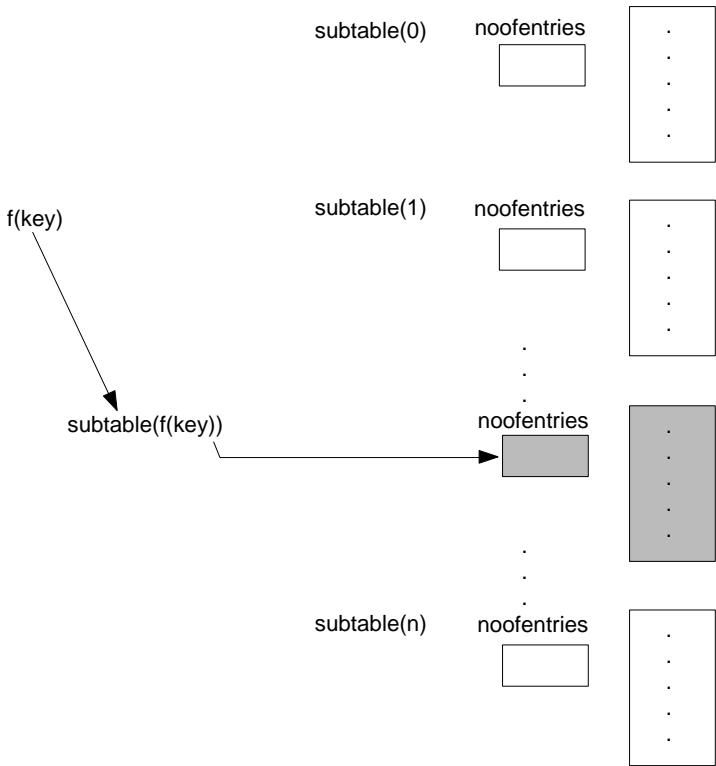 subtable(0) noofentries
subtable(1) noofentries
f(key)
noofentries
subtable(f(key))
subtable(n) noofentries